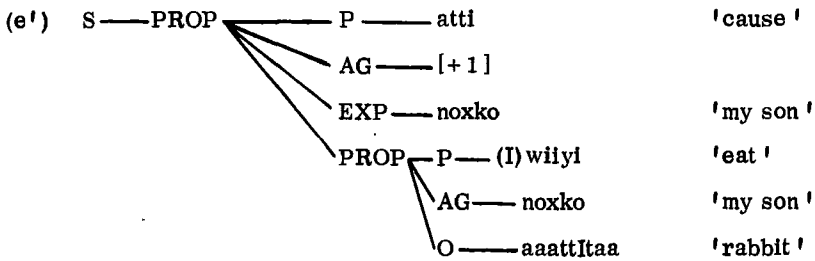 (e') S PROP P atti 'cause'
AG [+1]
EXP noxko 'my son'
PROP P (I)wiiyi 'eat'
AG noxko 'my son'
O aaattItaa 'rabbit'